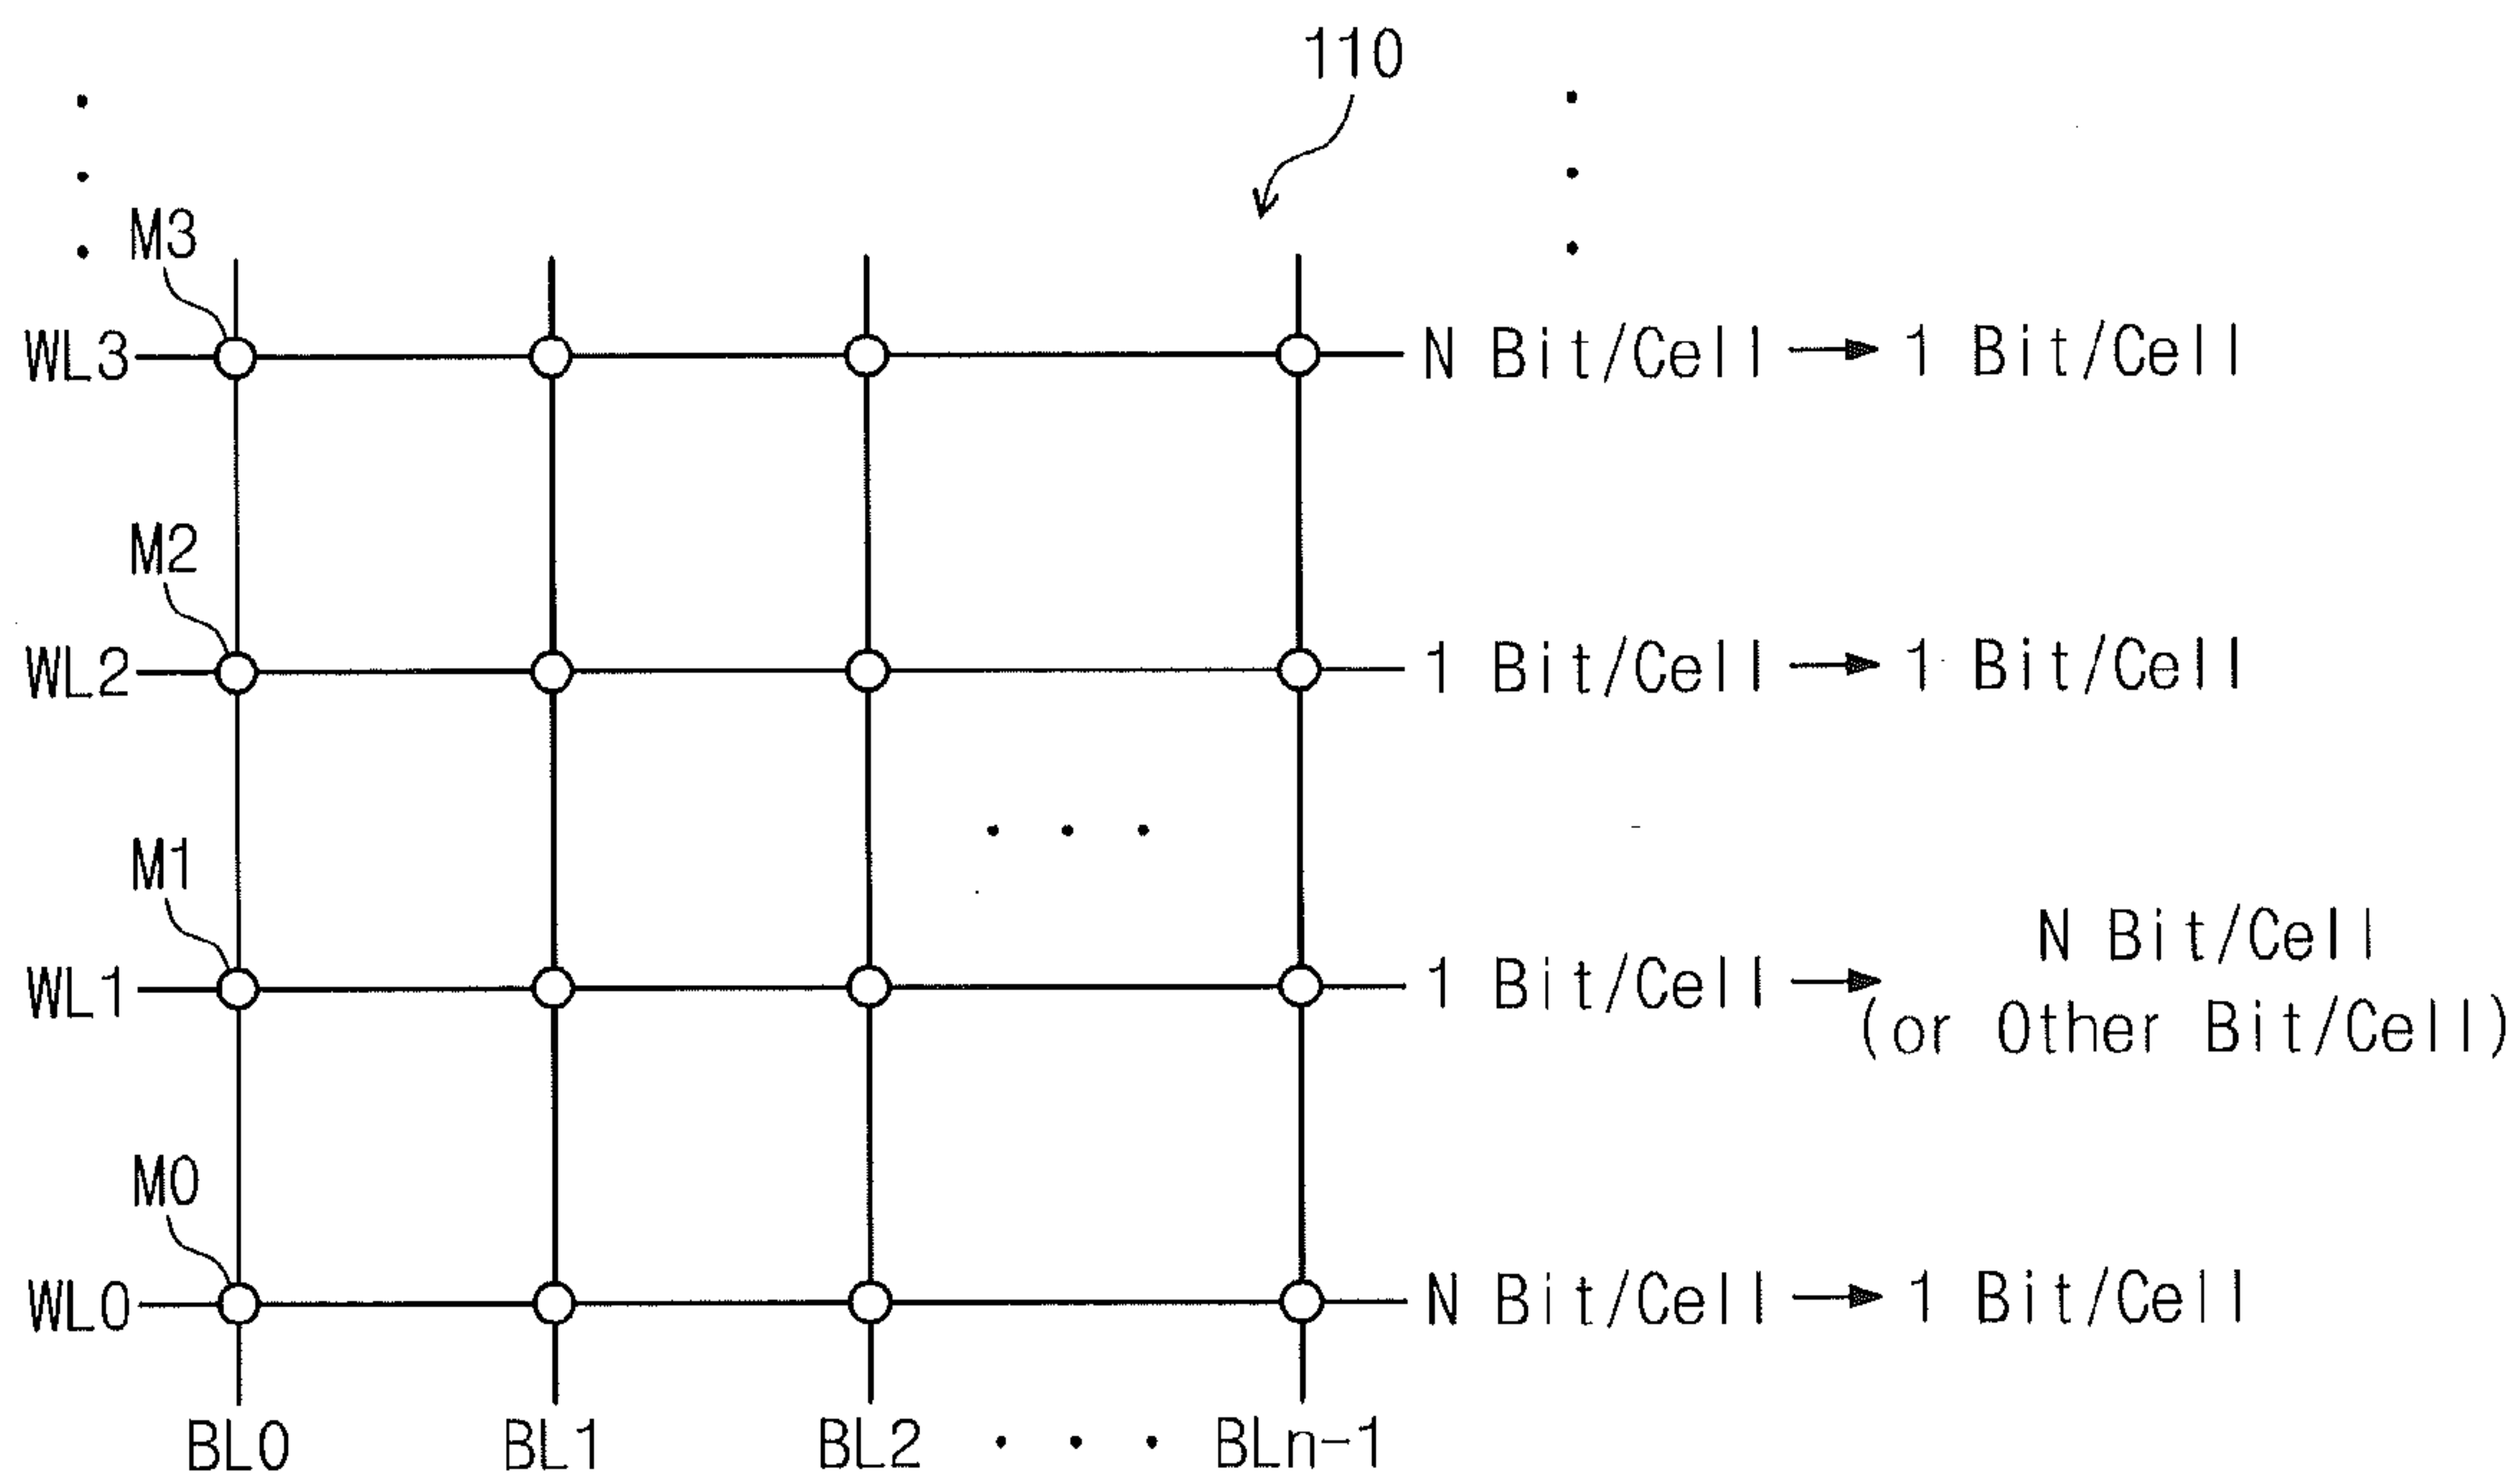 110
M3
WL3 N Bit/Cell → 1 Bit/Cell
M2
WL2 1 Bit/Cell → 1 Bit/Cell
M1
WL1 1 Bit/Cell → N Bit/Cell
(or Other Bit/Cell)
M0
WL0 N Bit/Cell → 1 Bit/Cell
BL0 BL1 BL2 · · · BLn-1